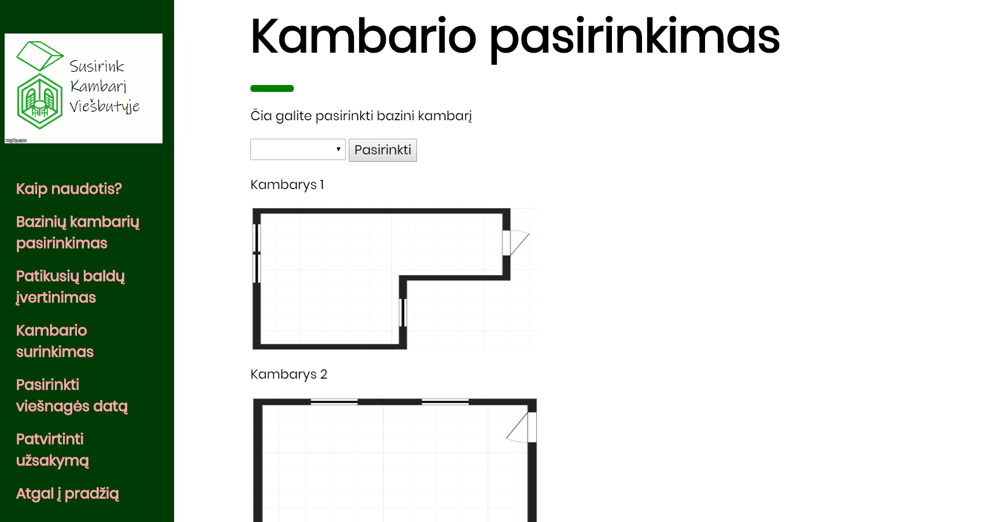 Susirink
Kambarį
Viešbutyje
imgflip.com
Kaip naudotis?
Bazinių kambarių
pasirinkimas
Patikusių baldų
įvertinimas
Kambario
surinkimas
Pasirinkti
viešnagės datą
Patvirtinti
užsakymą
Atgal į pradžią
Kambario pasirinkimas
Čia galite pasirinkti bazini kambarį
Pasirinkti
Kambarys 1
Kambarys 2